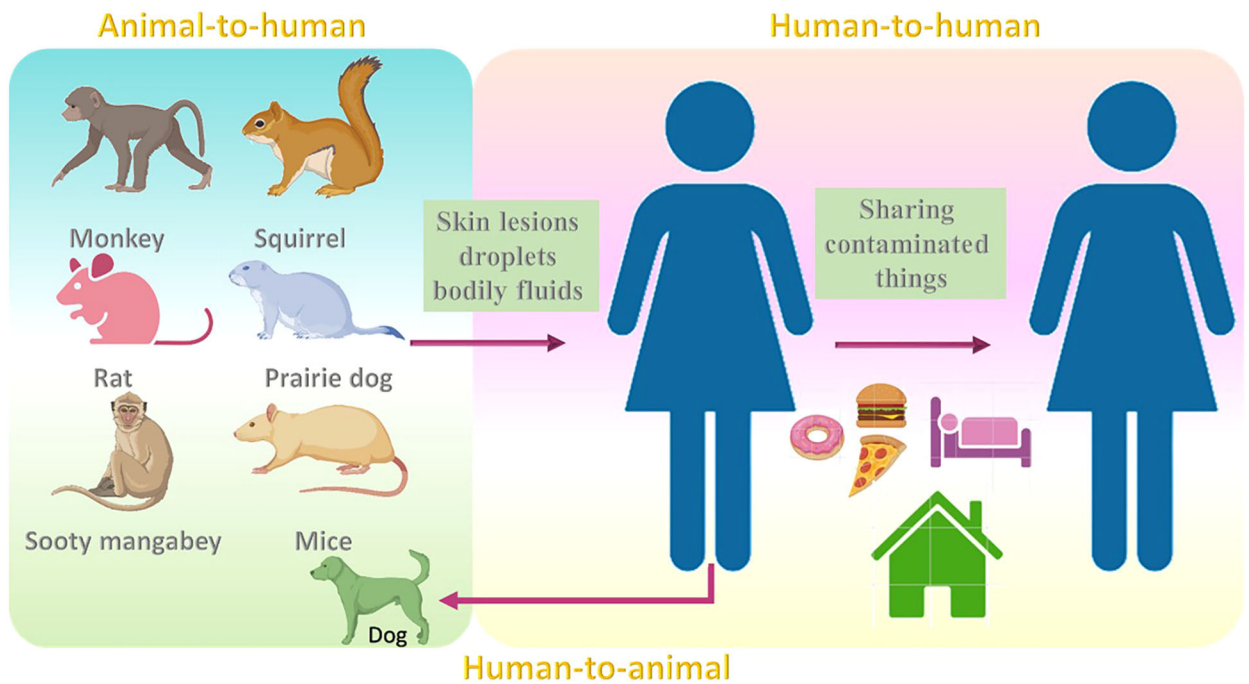 Animal-to-human
Human-to-human
Monkey
Squirrel
Skin lesions
droplets
bodily fluids
Sharing
contaminated
things
Rat
Prairie dog
Sooty mangabey
Mice
Dog
Human-to-animal